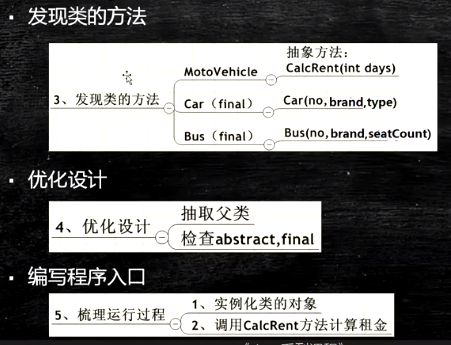 发现类的方法
抽象方法：
MotoVehicle
CalcRent(int days)
3、发现类的方法
Car（final）
Car(no,brand,type)
Bus（final）
Bus(no,brand,seatCount)
优化设计
抽取父类
4、优化设计
检查abstract,final
编写程序入口
1、实例化类的对象
5、梳理运行过程
2、调用CalcRent方法计算租金